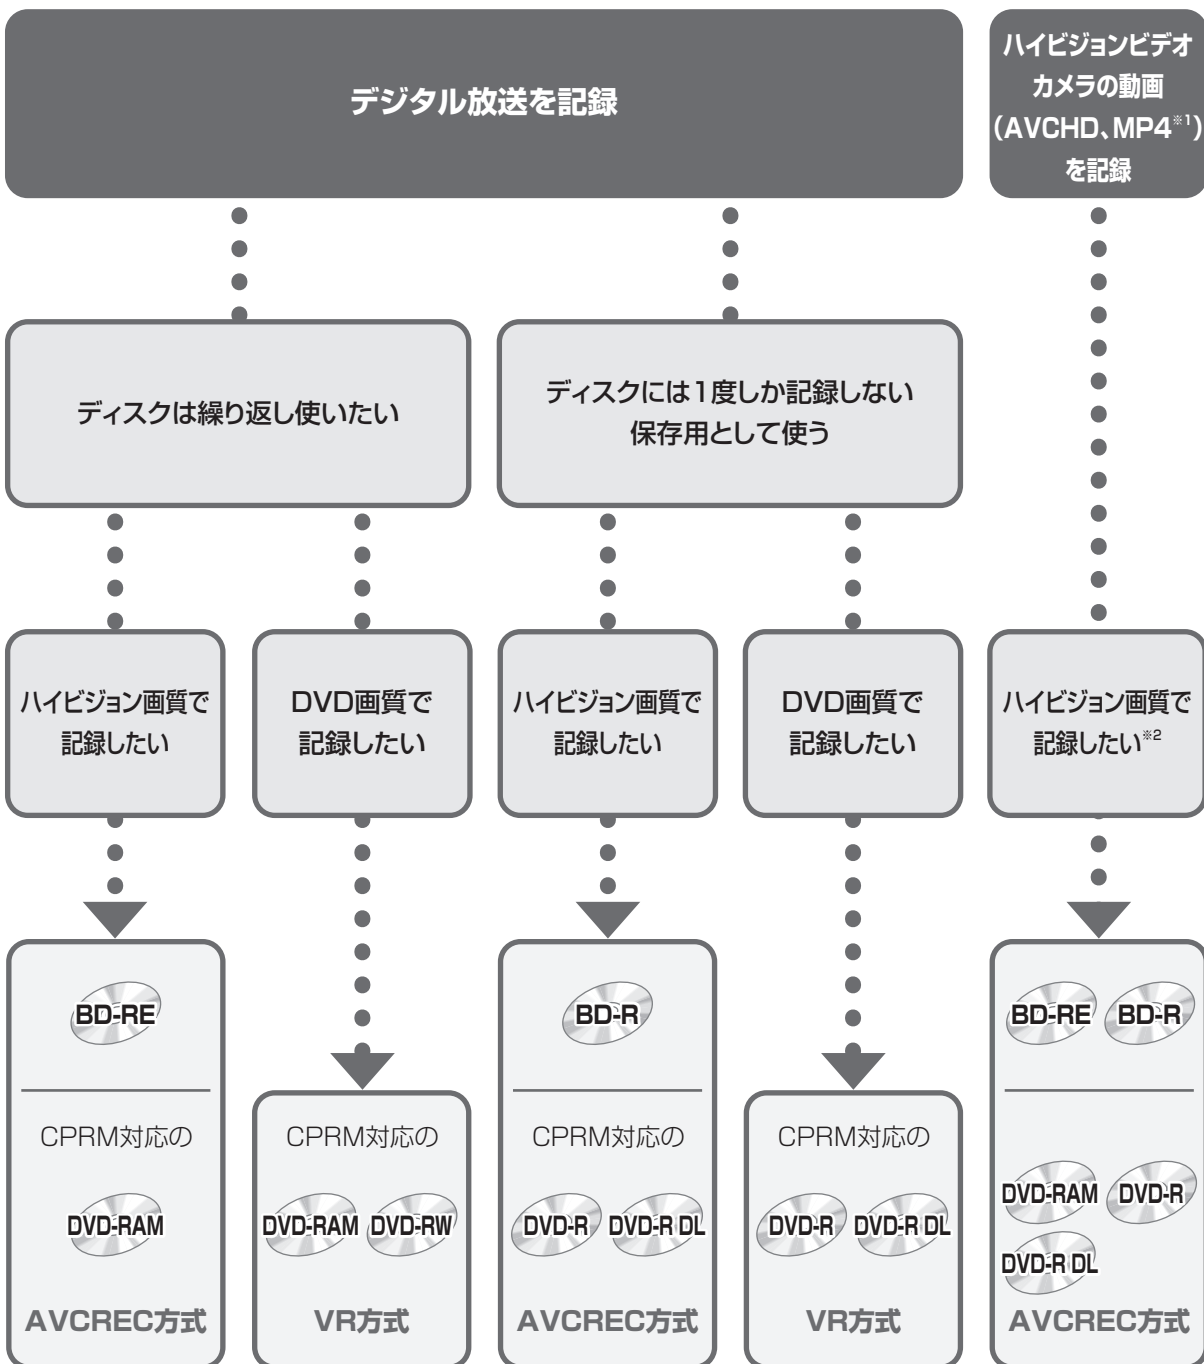 デジタル放送を記録
ハイビジョンビデオ
カメラの動画
(AVCHD、MP4※1)
を記録
ディスクは繰り返し使いたい
ディスクには1度しか記録しない
保存用として使う
ハイビジョン画質で
記録したい
DVD画質で
記録したい
ハイビジョン画質で
記録したい
DVD画質で
記録したい
ハイビジョン画質で
記録したい※2
BD-RE
CPRM対応の
DVD-RAM
AVCREC方式
CPRM対応の
DVD-RAM DVD-RW
VR方式
BD-R
CPRM対応の
DVD-R DVD-R DL
AVCREC方式
CPRM対応の
DVD-R DVD-R DL
VR方式
BD-RE BD-R
DVD-RAM DVD-R
DVD-R DL
AVCREC方式